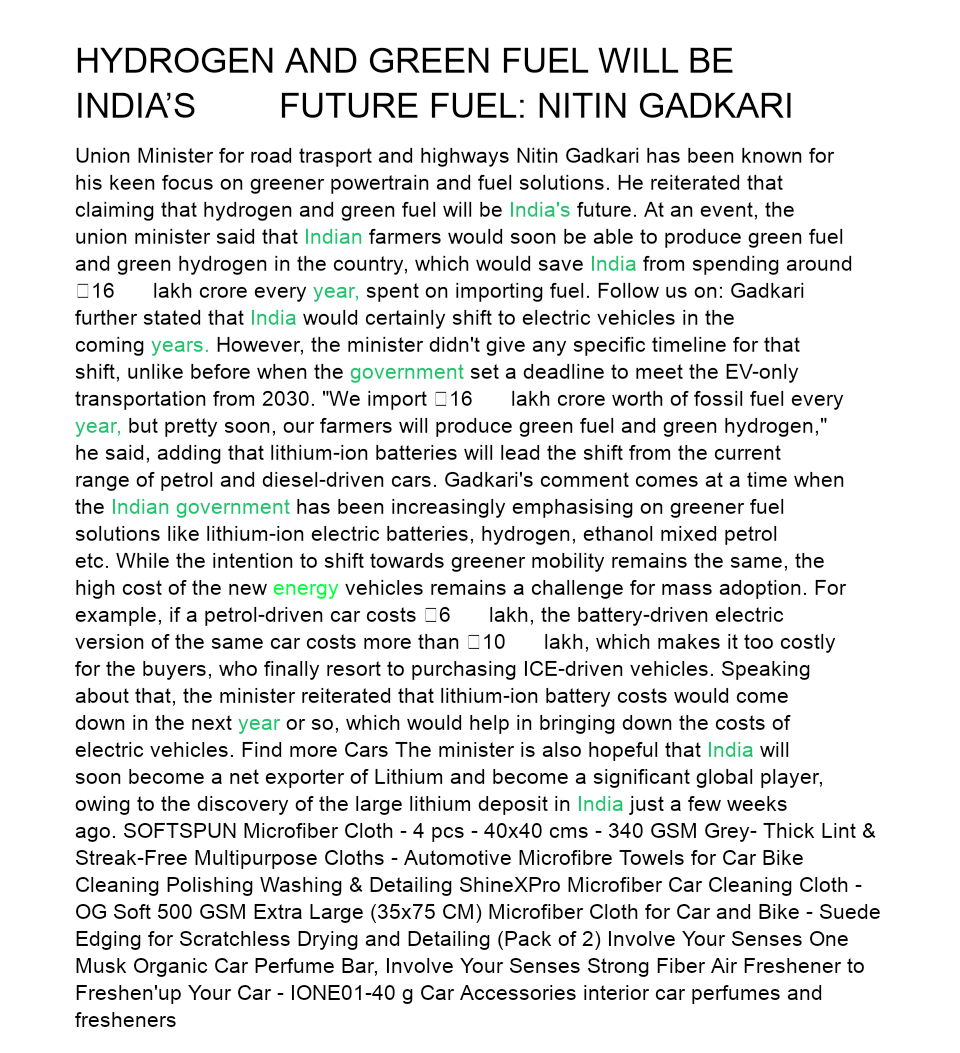 HYDROGEN AND GREEN FUEL WILL BE
INDIA’S FUTURE FUEL: NITIN GADKARI
Union Minister for road trasport and highways Nitin Gadkari has been known for
his keen focus on greener powertrain and fuel solutions. He reiterated that
claiming that hydrogen and green fuel will be India's future. At an event, the
union minister said that Indian farmers would soon be able to produce green fuel
and green hydrogen in the country, which would save India from spending around
□16 lakh crore every year, spent on importing fuel. Follow us on: Gadkari
further stated that India would certainly shift to electric vehicles in the
coming years. However, the minister didn't give any specific timeline for that
shift, unlike before when the government set a deadline to meet the EV-only
transportation from 2030. "We import □16 lakh crore worth of fossil fuel every
year, but pretty soon, our farmers will produce green fuel and green hydrogen,"
he said, adding that lithium-ion batteries will lead the shift from the current
range of petrol and diesel-driven cars. Gadkari's comment comes at a time when
the Indian government has been increasingly emphasising on greener fuel
solutions like lithium-ion electric batteries, hydrogen, ethanol mixed petrol
etc. While the intention to shift towards greener mobility remains the same, the
high cost of the new energy vehicles remains a challenge for mass adoption. For
example, if a petrol-driven car costs □6 lakh, the battery-driven electric
version of the same car costs more than □10 lakh, which makes it too costly
for the buyers, who finally resort to purchasing ICE-driven vehicles. Speaking
about that, the minister reiterated that lithium-ion battery costs would come
down in the next year or so, which would help in bringing down the costs of
electric vehicles. Find more Cars The minister is also hopeful that India will
soon become a net exporter of Lithium and become a significant global player,
owing to the discovery of the large lithium deposit in India just a few weeks
ago. SOFTSPUN Microfiber Cloth - 4 pcs - 40x40 cms - 340 GSM Grey- Thick Lint &
Streak-Free Multipurpose Cloths - Automotive Microfibre Towels for Car Bike
Cleaning Polishing Washing & Detailing ShineXPro Microfiber Car Cleaning Cloth -
OG Soft 500 GSM Extra Large (35x75 CM) Microfiber Cloth for Car and Bike - Suede
Edging for Scratchless Drying and Detailing (Pack of 2) Involve Your Senses One
Musk Organic Car Perfume Bar, Involve Your Senses Strong Fiber Air Freshener to
Freshen'up Your Car - IONE01-40 g Car Accessories interior car perfumes and
fresheners